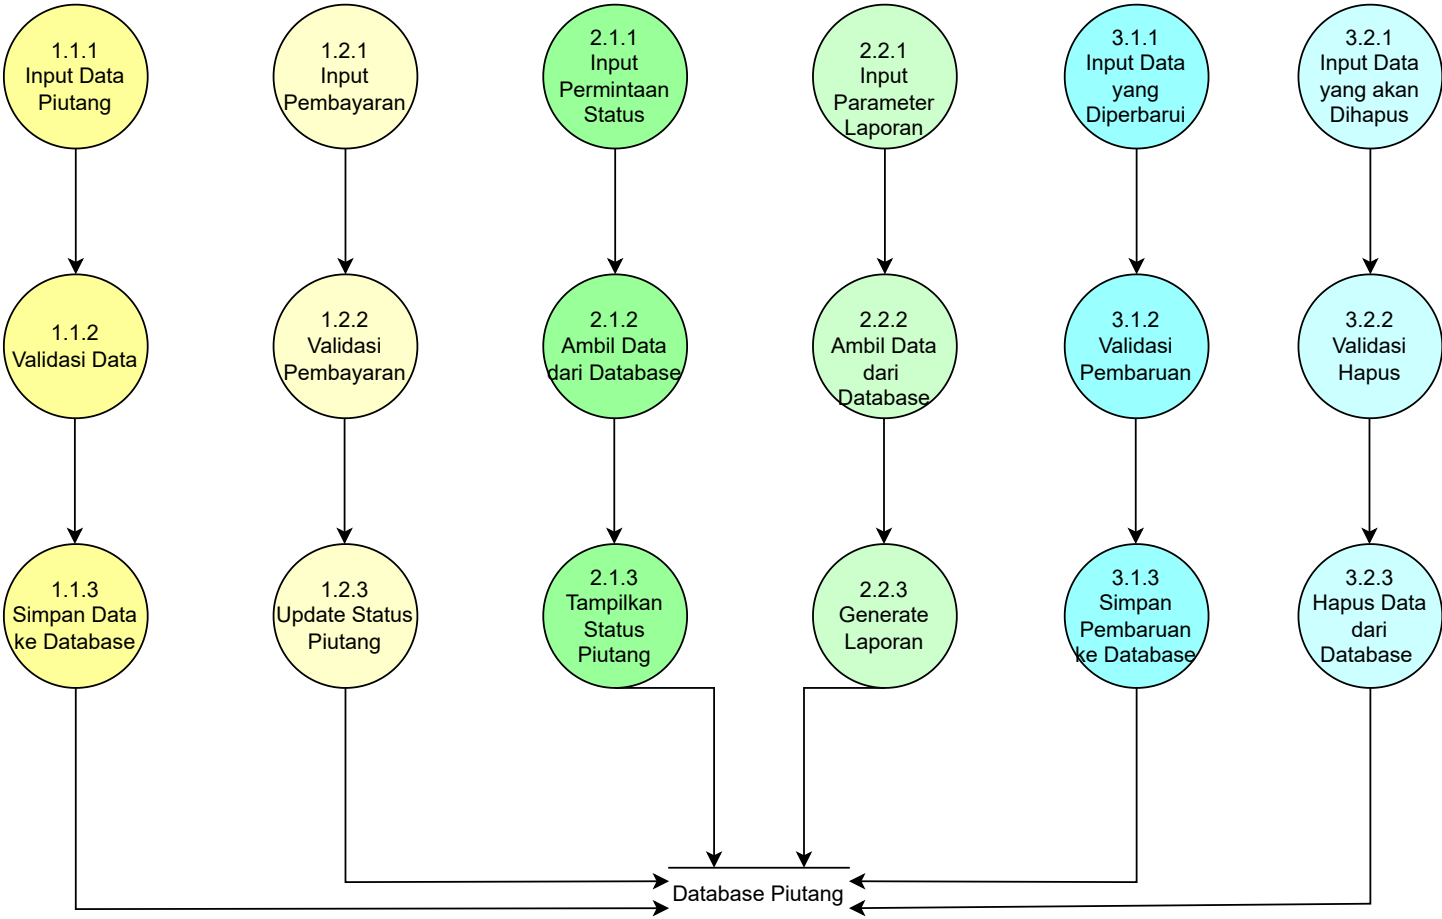 1.1.1
Input Data
Piutang
1.2.1
Input
Pembayaran
2.1.1
Input
Permintaan
Status
2.2.1
Input
Parameter
Laporan
3.1.1
Input Data
yang
Diperbarui
3.2.1
Input Data
yang akan
Dihapus
1.1.2
Validasi Data
1.2.2
Validasi
Pembayaran
2.1.2
Ambil Data
dari Database
2.2.2
Ambil Data
dari
Database
3.1.2
Validasi
Pembaruan
3.2.2
Validasi
Hapus
1.1.3
Simpan Data
ke Database
1.2.3
Update Status
Piutang
2.1.3
Tampilkan
Status
Piutang
2.2.3
Generate
Laporan
3.1.3
Simpan
Pembaruan
ke Database
3.2.3
Hapus Data
dari
Database
Database Piutang